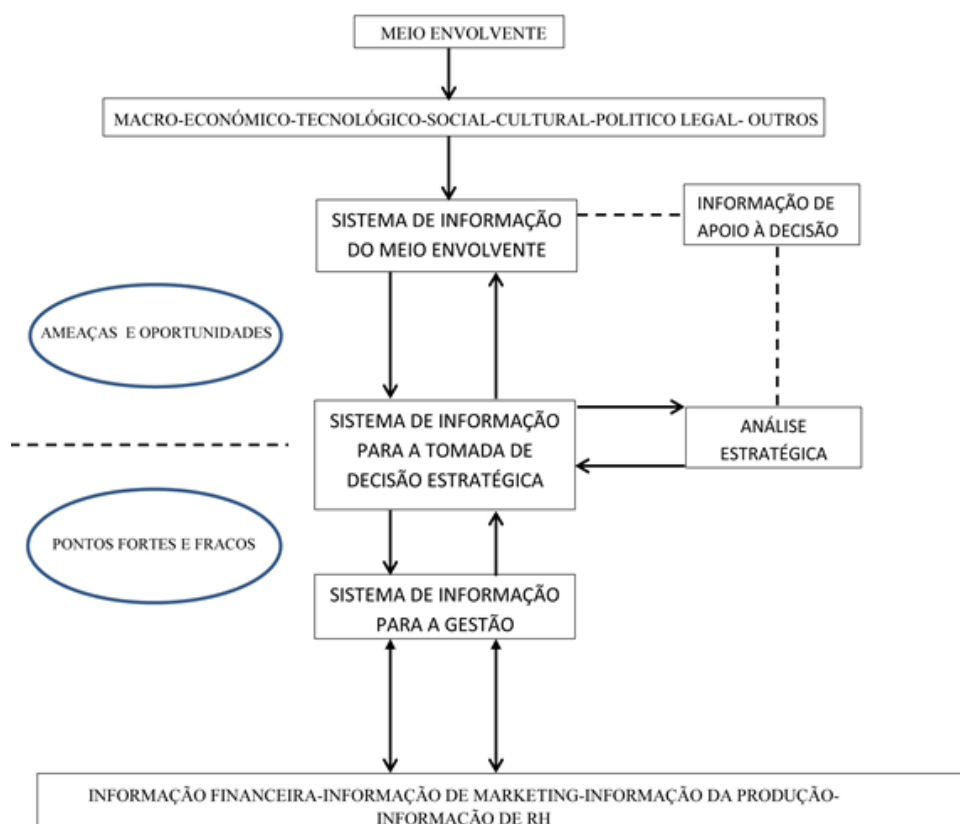 MEIO ENVOLVENTE
MACRO-ECONÓMICO-TECNOLÓGICO-SOCIAL-CULTURAL-POLITICO LEGAL- OUTROS
SISTEMA DE INFORMAÇÃO
DO MEIO ENVOLVENTE
INFORMAÇÃO DE
APOIO À DECISÃO
AMEAÇAS E OPORTUNIDADES
SISTEMA DE INFORMAÇÃO
PARA A TOMADA DE
DECISÃO ESTRATÉGICA
ANÁLISE
ESTRATÉGICA
PONTOS FORTES E FRACOS
SISTEMA DE INFORMAÇÃO
PARA A GESTÃO
INFORMAÇÃO FINANCEIRA-INFORMAÇÃO DE MARKETING-INFORMAÇÃO DA PRODUÇÃO-
INFORMAÇÃO DE RH